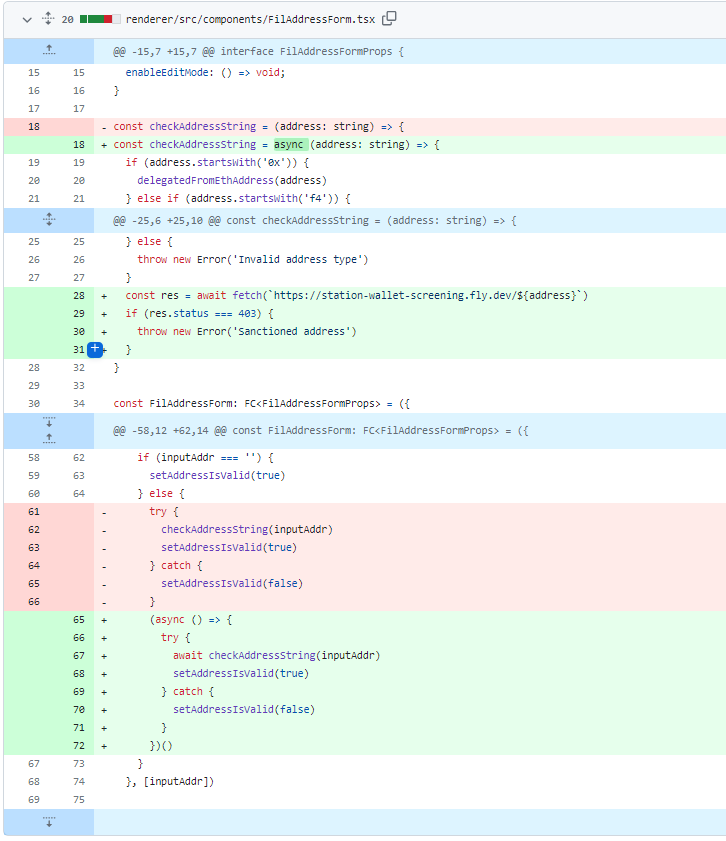 20 renderer/src/components/FilAddressForm.tsx
@@ -15,7 +15,7 @@ interface FilAddressFormProps {
15 15 enableEditMode: () => void;
16 16 }
17 17
18 - const checkAddressString = (address: string) => {
18 + const checkAddressString = async (address: string) => {
19 19 if (address.startsWith('0x')) {
20 20 delegatedFromEthAddress(address)
21 21 } else if (address.startsWith('f4')) {
@@ -25,6 +25,10 @@ const checkAddressString = (address: string) => {
25 25 } else {
26 26 throw new Error('Invalid address type')
27 27 }
28 + const res = await fetch(`https://station-wallet-screening.fly.dev/${address}`)
29 + if (res.status === 403) {
30 + throw new Error('Sanctioned address')
31 + }
28 32 }
29 33
30 34 const FilAddressForm: FC<FilAddressFormProps> = ({
@@ -58,12 +62,14 @@ const FilAddressForm: FC<FilAddressFormProps> = ({
58 62 if (inputAddr === '') {
59 63 setAddressIsValid(true)
60 64 } else {
61 - try {
62 - checkAddressString(inputAddr)
63 - setAddressIsValid(true)
64 - } catch {
65 - setAddressIsValid(false)
66 - }
65 + (async () => {
66 + try {
67 + await checkAddressString(inputAddr)
68 + setAddressIsValid(true)
69 + } catch {
70 + setAddressIsValid(false)
71 + }
72 + })()
67 73 }
68 74 }, [inputAddr])
69 75